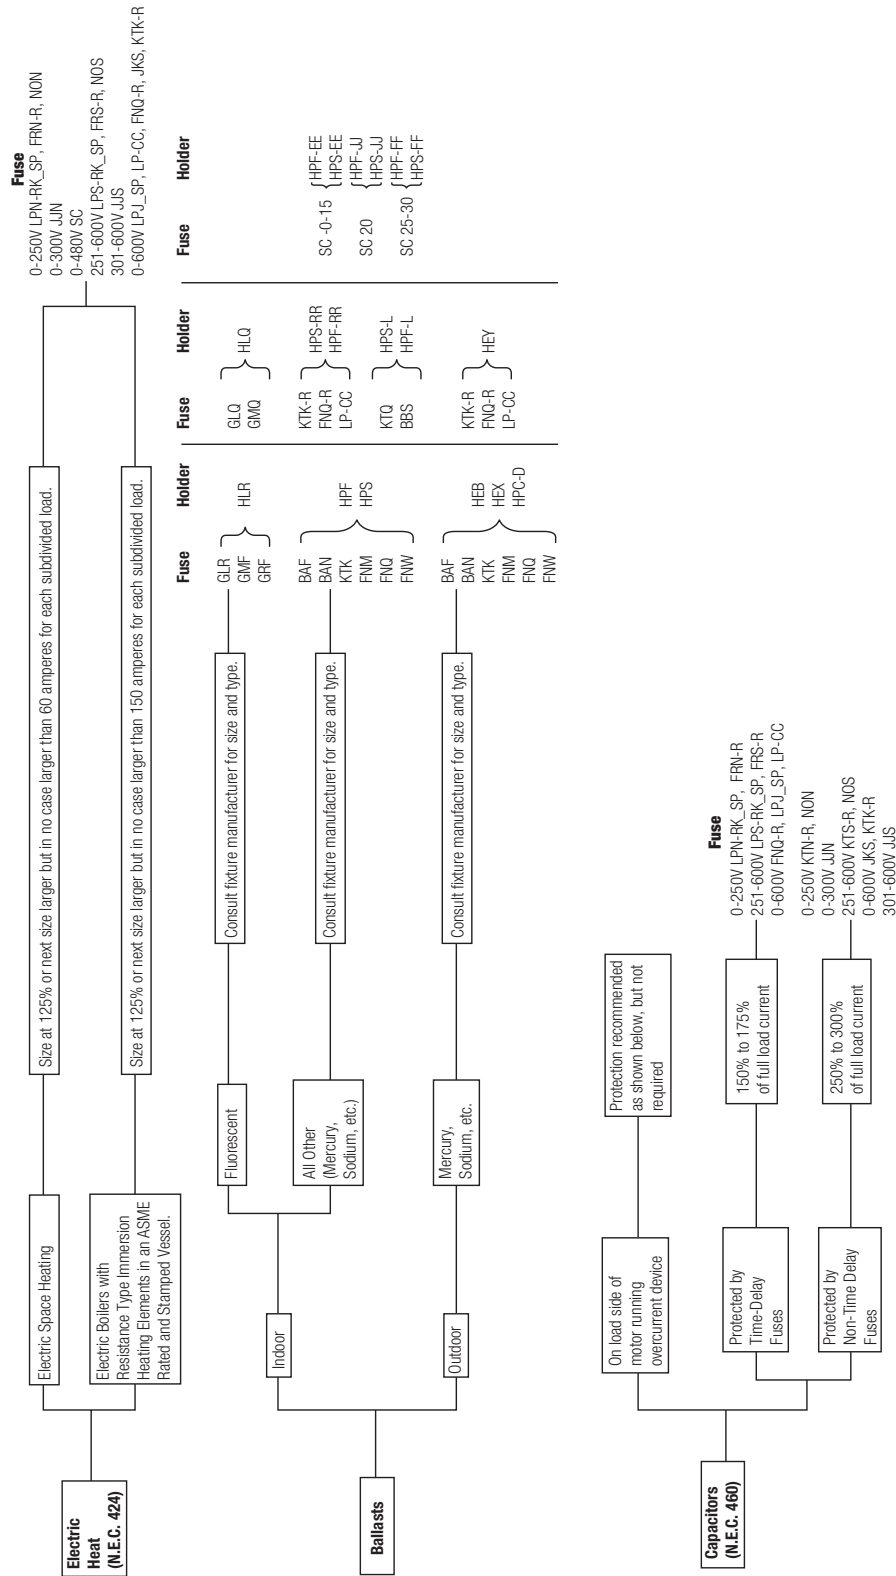 Electric
Heat
(N.E.C. 424)
Electric Space Heating
Size at 125% or next size larger but in no case larger than 60 amperes for each subdivided load.
Electric Boilers with
Resistance Type Immersion
Heating Elements in an ASME
Rated and Stamped Vessel.
Size at 125% or next size larger but in no case larger than 150 amperes for each subdivided load.
Fuse
0-250V LPN-RK_SP, FRN-R, NON
0-300V JJN
0-480V SC
251-600V LPS-RK_SP, FRS-R, NOS
301-600V JJS
0-600V LPJ_SP, LP-CC, FNQ-R, JKS, KTK-R
Fuse
Holder
Fuse
Holder
Fuse
Holder
Ballasts
Indoor
Fluorescent
Consult fixture manufacturer for size and type.
GLR
GMF
GRF
HLR
GLQ
GMQ
HLQ
All Other
(Mercury,
Sodium, etc.)
Consult fixture manufacturer for size and type.
BAF
BAN
KTK
FNM
FNQ
FNW
HPF
HPS
KTK-R
FNQ-R
LP-CC
HPS-RR
HPF-RR
KTQ
BBS
HPS-L
HPF-L
SC -0-15
HPF-EE
HPS-EE
SC 20
HPF-JJ
HPS-JJ
SC 25-30
HPF-FF
HPS-FF
Outdoor
Mercury,
Sodium, etc.
Consult fixture manufacturer for size and type.
BAF
BAN
KTK
FNM
FNQ
FNW
HEB
HEX
HPC-D
KTK-R
FNQ-R
LP-CC
HEY
Capacitors
(N.E.C. 460)
On load side of
motor running
overcurrent device
Protection recommended
as shown below, but not
required
Protected by
Time-Delay
Fuses
150% to 175%
of full load current
Fuse
0-250V LPN-RK_SP, FRN-R
251-600V LPS-RK_SP, FRS-R
0-600V FNQ-R, LPJ_SP, LP-CC
Protected by
Non-Time Delay
Fuses
250% to 300%
of full load current
0-250V KTN-R, NON
0-300V JJN
251-600V KTS-R, NOS
0-600V JKS, KTK-R
301-600V JJS